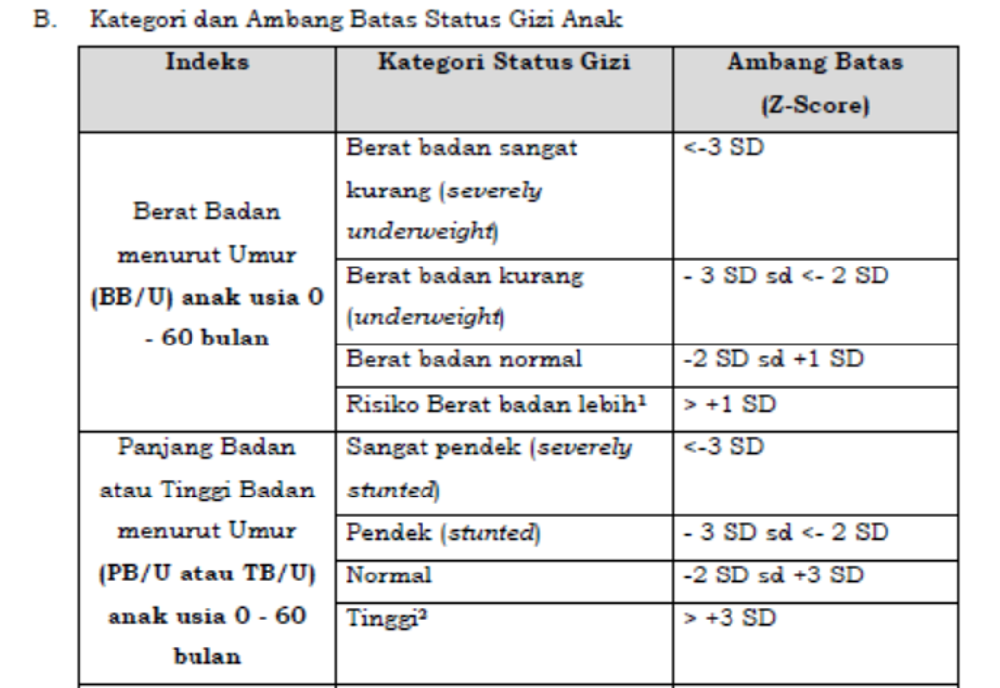 B. Kategori dan Ambang Batas Status Gizi Anak
Indeks
Kategori Status Gizi
Ambang Batas
(Z-Score)
Berat Badan
menurut Umur
(BB/U) anak usia 0
- 60 bulan
Berat badan sangat
kurang (severely
underweight)
<-3 SD
Berat badan kurang
(underweight)
- 3 SD sd <- 2 SD
Berat badan normal
-2 SD sd +1 SD
Risiko Berat badan lebih¹
> +1 SD
Panjang Badan
atau Tinggi Badan
menurut Umur
(PB/U atau TB/U)
anak usia 0 - 60
bulan
Sangat pendek (severely
stunted)
<-3 SD
Pendek (stunted)
- 3 SD sd <- 2 SD
Normal
-2 SD sd +3 SD
Tinggi²
> +3 SD